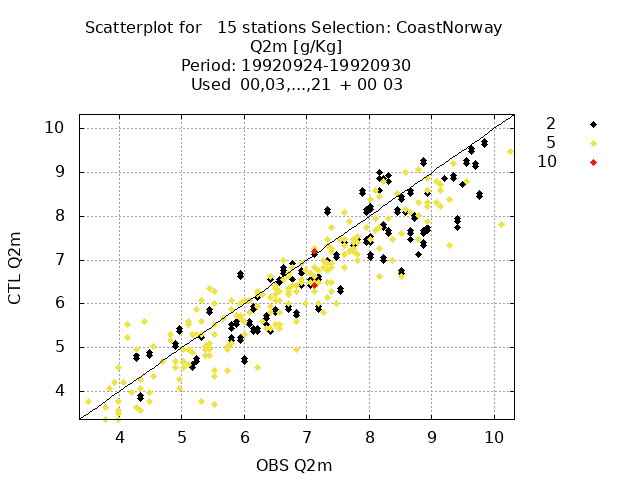 Scatterplot for 15 stations Selection: CoastNorway
Q2m [g/Kg]
Period: 19920924-19920930
Used 00,03,...,21 + 00 03
2
5
10
10
9
8
7
6
5
4
CTL Q2m
4 5 6 7 8 9 10
OBS Q2m